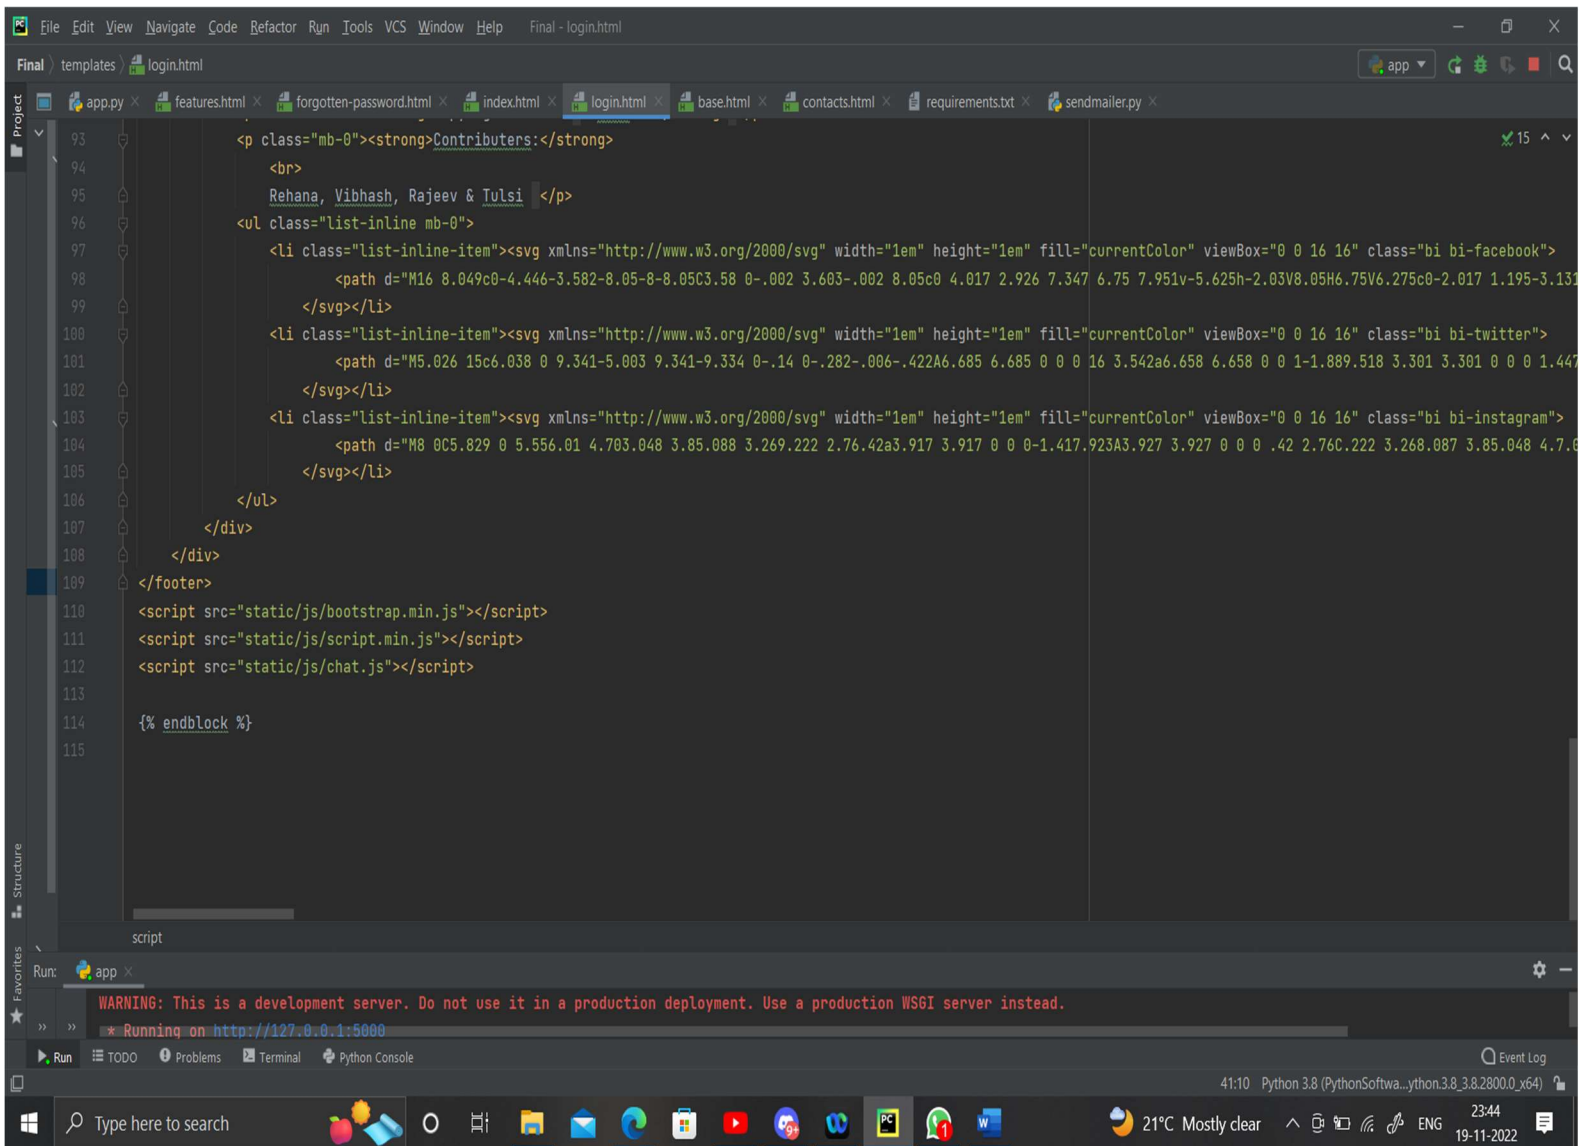 File Edit View Navigate Code Refactor Run Tools VCS Window Help Final - login.html
Final templates login.html app
app.py features.html forgotten-password.html index.html login.html base.html contacts.html requirements.txt sendmailer.py
Project
93 <p class="mb-0"><strong>Contributers:</strong> 15
94 <br>
95 Rehana, Vibhash, Rajeev & Tulsi </p>
96 <ul class="list-inline mb-0">
97 <li class="list-inline-item"><svg xmlns="http://www.w3.org/2000/svg" width="1em" height="1em" fill="currentColor" viewBox="0 0 16 16" class="bi bi-facebook">
98 <path d="M16 8.049c0-4.446-3.582-8.05-8-8.05C3.58 0-.002 3.603-.002 8.05c0 4.017 2.926 7.347 6.75 7.951v-5.625h-2.03V8.05H6.75V6.275c0-2.017 1.195-3.131
99 </svg></li>
100 <li class="list-inline-item"><svg xmlns="http://www.w3.org/2000/svg" width="1em" height="1em" fill="currentColor" viewBox="0 0 16 16" class="bi bi-twitter">
101 <path d="M5.026 15c6.038 0 9.341-5.003 9.341-9.334 0-.14 0-.282-.006-.422A6.685 6.685 0 0 0 16 3.542a6.658 6.658 0 0 1-1.889.518 3.301 3.301 0 0 0 1.447
102 </svg></li>
103 <li class="list-inline-item"><svg xmlns="http://www.w3.org/2000/svg" width="1em" height="1em" fill="currentColor" viewBox="0 0 16 16" class="bi bi-instagram">
104 <path d="M8 0C5.829 0 5.556.01 4.703.048 3.85.088 3.269.222 2.76.42a3.917 3.917 0 0 0-1.417.923A3.927 3.927 0 0 0 .42 2.76C.222 3.268.087 3.85.048 4.7.0
105 </svg></li>
106 </ul>
107 </div>
108 </div>
109 </footer>
110 <script src="static/js/bootstrap.min.js"></script>
111 <script src="static/js/script.min.js"></script>
112 <script src="static/js/chat.js"></script>
113
114 {% endblock %}
115
Structure
script
Favorites
Run: app
WARNING: This is a development server. Do not use it in a production deployment. Use a production WSGI server instead.
* Running on http://127.0.0.1:5000
Run TODO Problems Terminal Python Console Event Log
41:10 Python 3.8 (PythonSoftwa...ython.3.8_3.8.2800.0_x64)
Type here to search 21°C Mostly clear ENG 23:44
19-11-2022